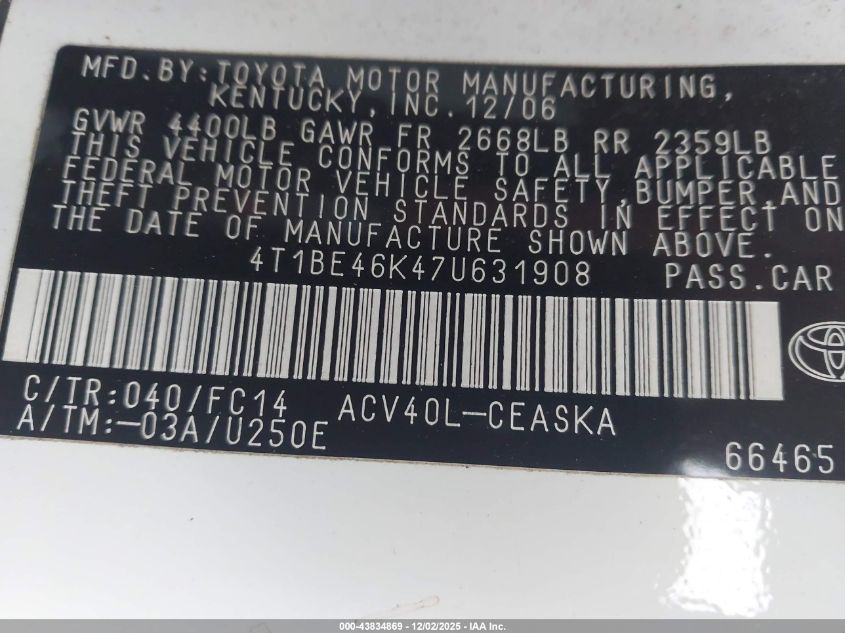 MFD.BY:TOYOTA MOTOR MANUFACTURING,
KENTUCKY, INC.12/06
GVWR 4400LB GAWR FR 2668LB RR 2359LB
THIS VEHICLE CONFORMS TO ALL APPLICABLE
FEDERAL MOTOR VEHICLE SAFETY,BUMPER,AND
THEFT PREVENTION STANDARDS IN EFFECT ON
THE DATE OF MANUFACTURE SHOWN ABOVE.
4T1BE46K47U631908 PASS.CAR
C/TR:040/FC14 ACV40L-CEASKA
A/TM:-03A/U250E
66465
000-43834869 • 12/02/2025 • IAA Inc.